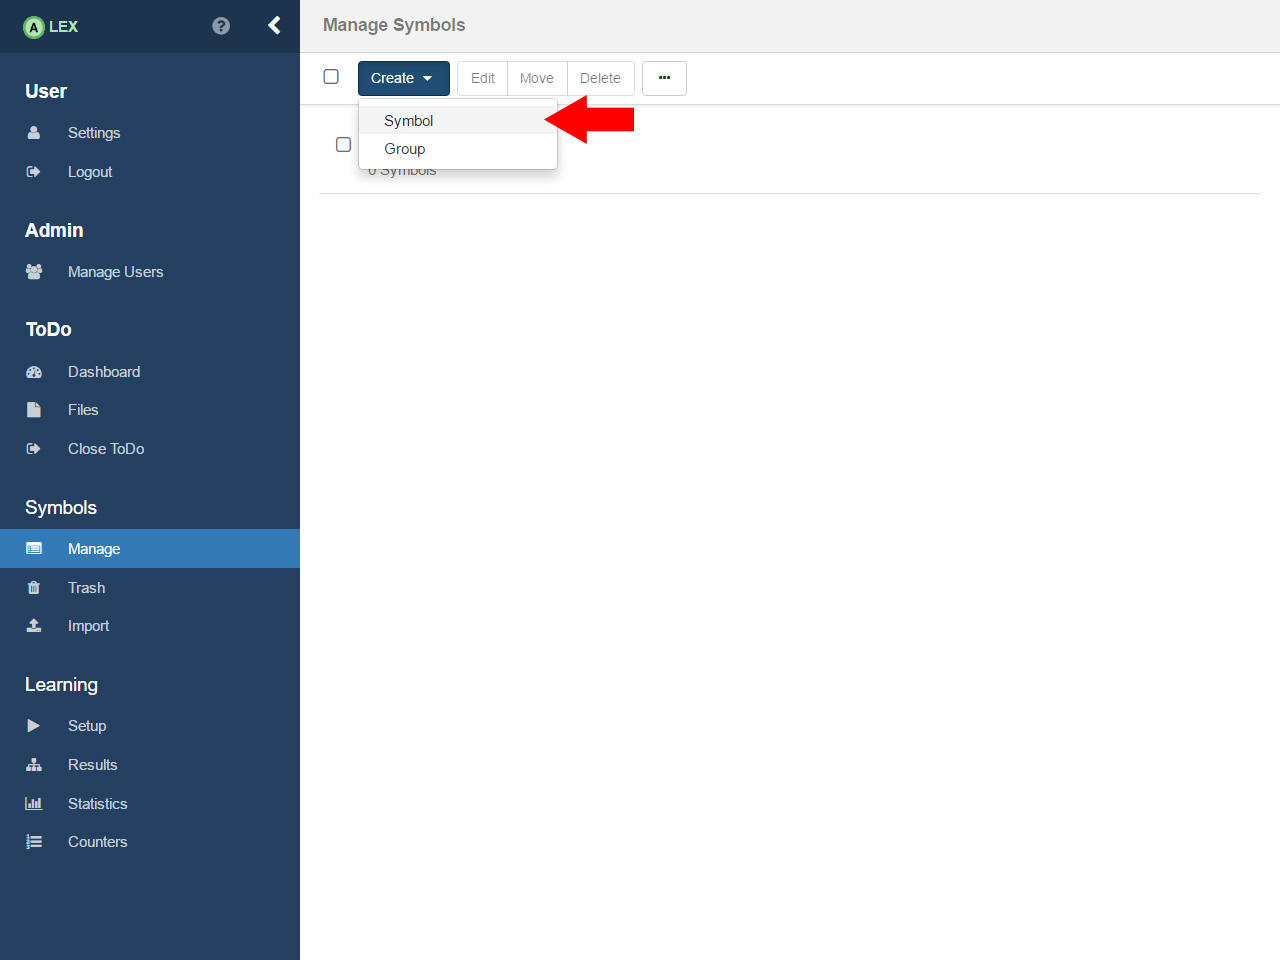 A LEX
Manage Symbols
Create Edit Move Delete
Symbol
Group
0 Symbols
User
Settings
Logout
Admin
Manage Users
ToDo
Dashboard
Files
Close ToDo
Symbols
Manage
Trash
Import
Learning
Setup
Results
Statistics
Counters